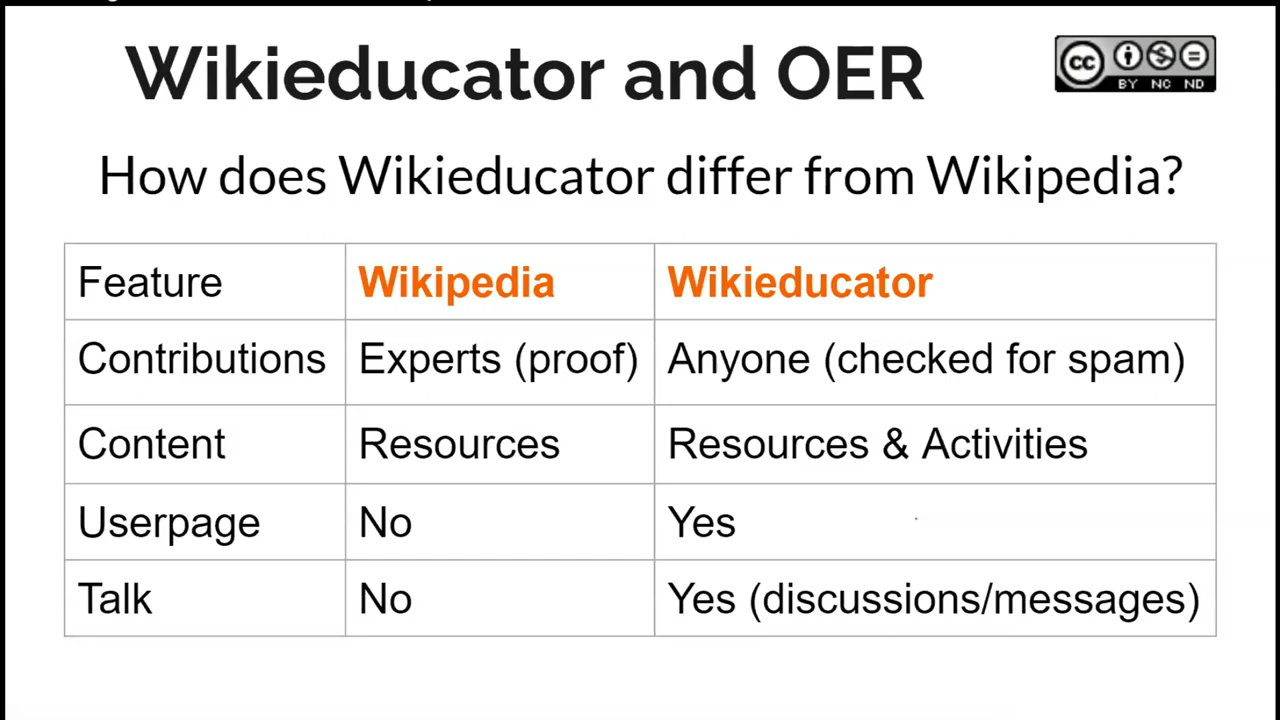 Wikieducator and OER
cc BY NC ND
How does Wikieducator differ from Wikipedia?
Feature Wikipedia Wikieducator
Contributions Experts (proof) Anyone (checked for spam)
Content Resources Resources & Activities
Userpage No Yes
Talk No Yes (discussions/messages)